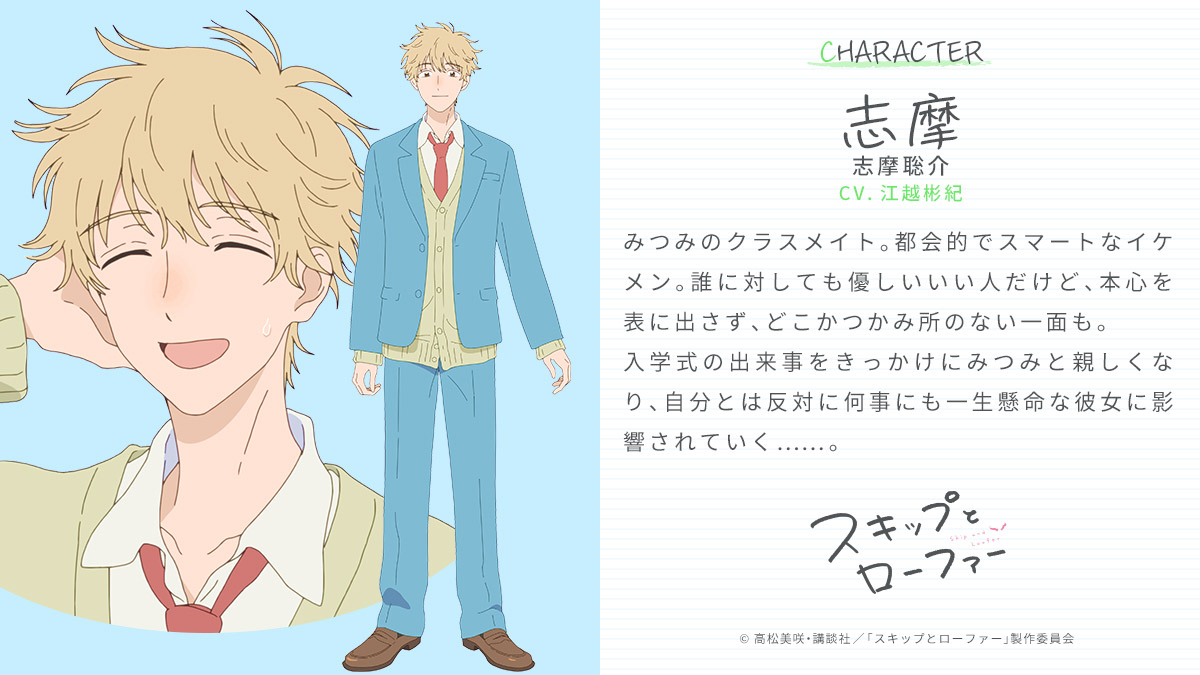 CHARACTER
志摩
志摩聡介
CV. 江越彬紀
みつみのクラスメイト。都会的でスマートなイケ
メン。誰に対しても優しいいい人だけど、本心を
表に出さず、どこかつかみ所のない一面も。
入学式の出来事をきっかけにみつみと親しくな
り、自分とは反対に何事にも一生懸命な彼女に影
響されていく……。
スキップと
Skip and
Loafer
ローファー
© 高松美咲・講談社／「スキップとローファー」製作委員会